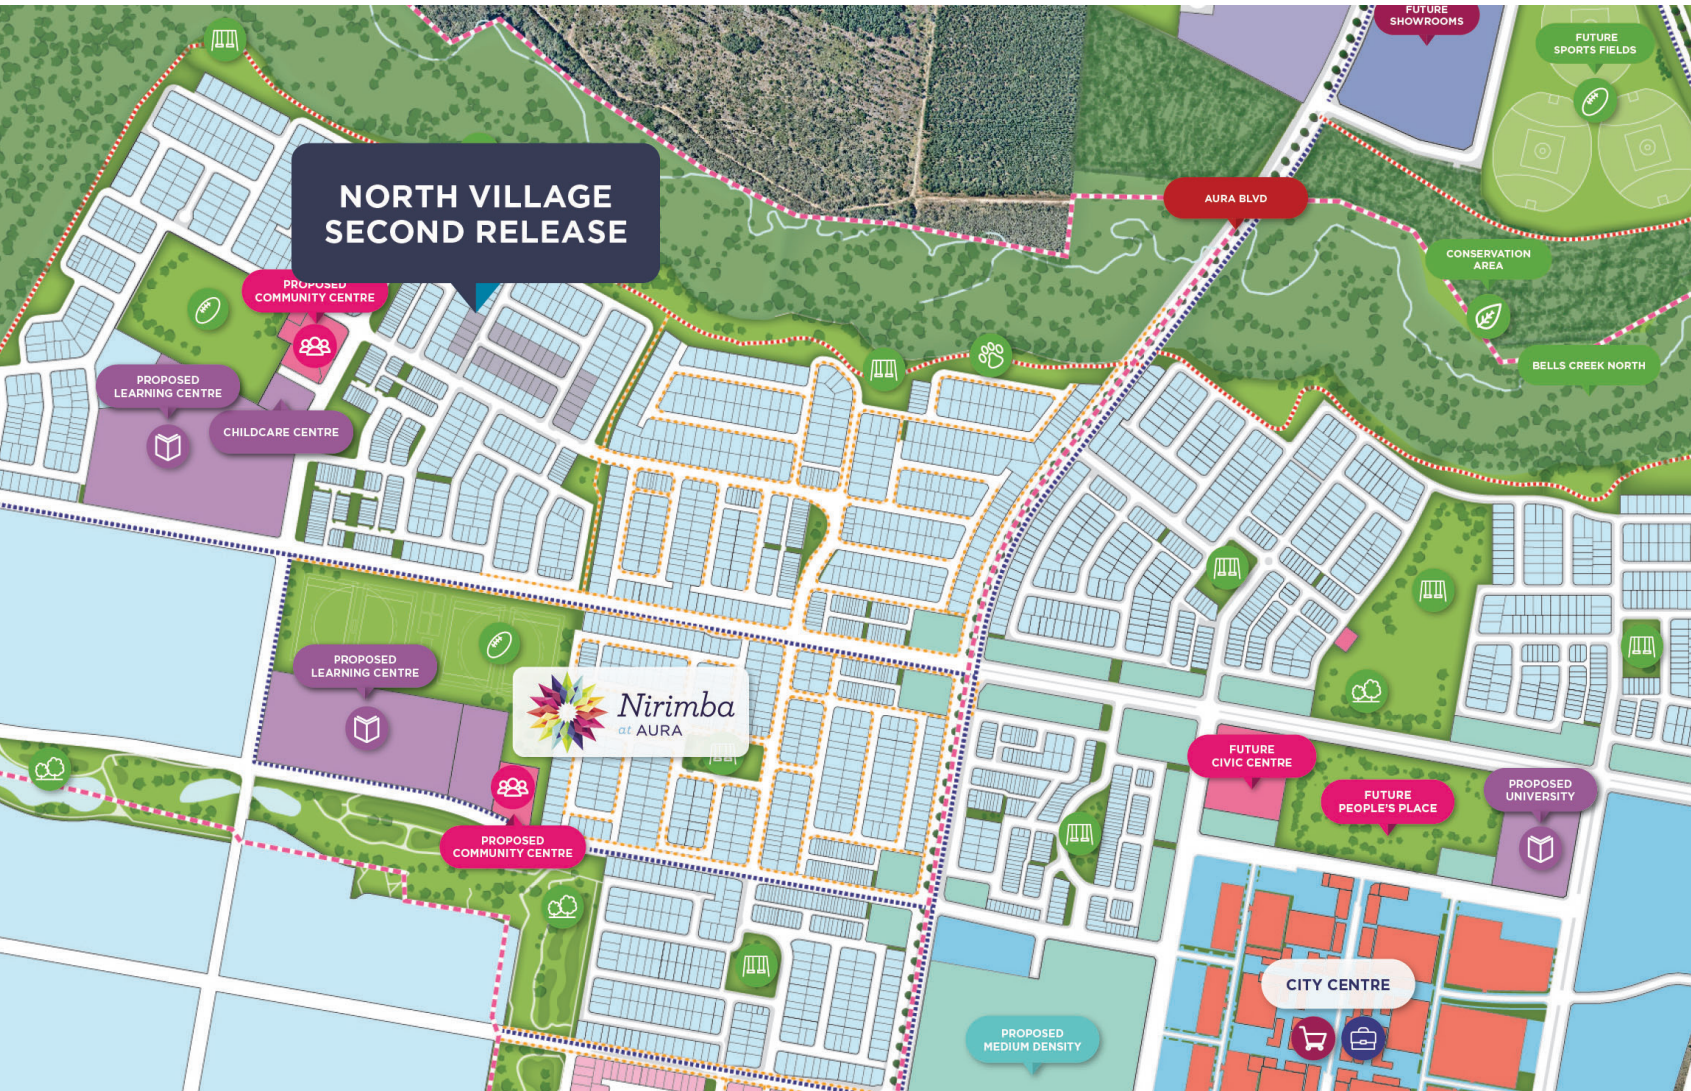 FUTURE
SHOWROOMS
FUTURE
SPORTS FIELDS
NORTH VILLAGE
SECOND RELEASE
AURA BLVD
CONSERVATION
AREA
PROPOSED
COMMUNITY CENTRE
BELLS CREEK NORTH
PROPOSED
LEARNING CENTRE
CHILDCARE CENTRE
PROPOSED
LEARNING CENTRE
Nirimba
at AURA
FUTURE
CIVIC CENTRE
FUTURE
PEOPLE'S PLACE
PROPOSED
UNIVERSITY
PROPOSED
COMMUNITY CENTRE
CITY CENTRE
PROPOSED
MEDIUM DENSITY